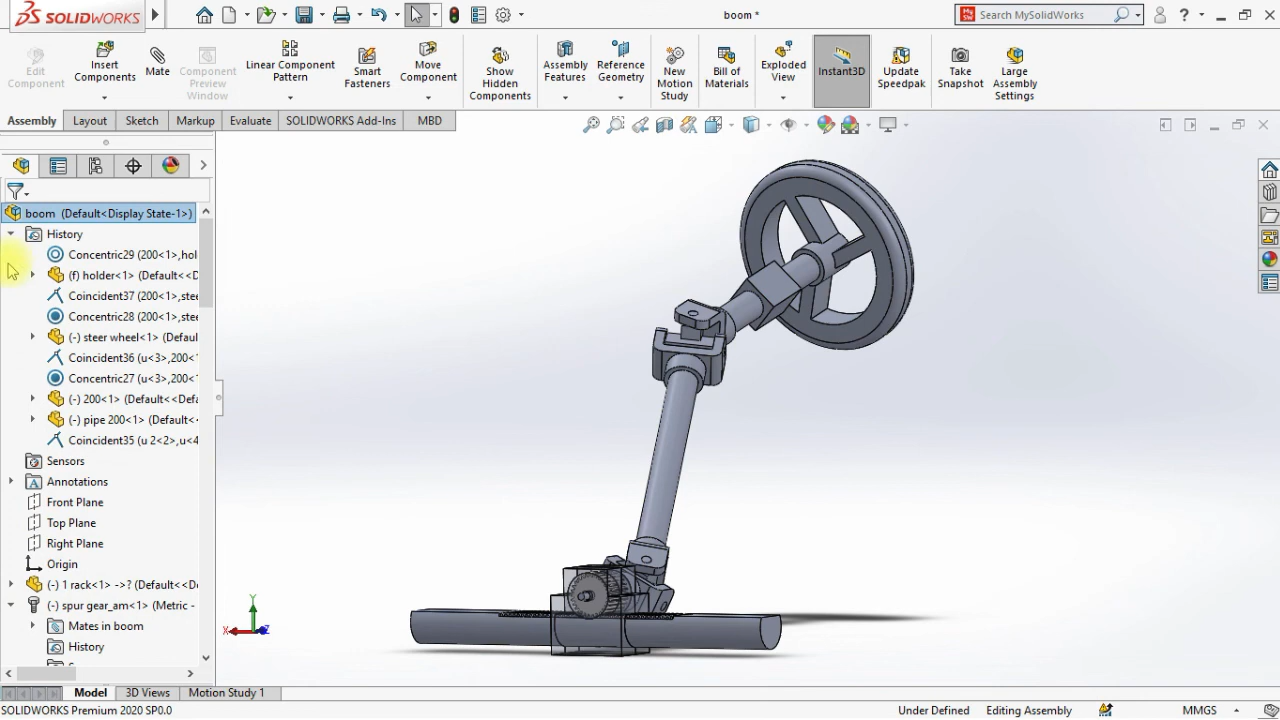 SOLIDWORKS
boom *
Search MySolidWorks
?
Edit
Component
Insert
Components
Mate
Component
Preview
Window
Linear Component
Pattern
Smart
Fasteners
Move
Component
Show
Hidden
Components
Assembly
Features
Reference
Geometry
New
Motion
Study
Bill of
Materials
Exploded
View
Instant3D
Update
Speedpak
Take
Snapshot
Large
Assembly
Settings
Assembly
Layout
Sketch
Markup
Evaluate
SOLIDWORKS Add-Ins
MBD
boom (Default<Display State-1>)
History
Concentric29 (200<1>,hol
(f) holder<1> (Default<<D
Coincident37 (200<1>,stee
Concentric28 (200<1>,stee
(-) steer wheel<1> (Defaul
Coincident36 (u<3>,200<1
Concentric27 (u<3>,200<1
(-) 200<1> (Default<<Defa
(-) pipe 200<1> (Default<<
Coincident35 (u 2<2>,u<4
Sensors
Annotations
Front Plane
Top Plane
Right Plane
Origin
(-) 1 rack<1> ->? (Default<<D
(-) spur gear_am<1> (Metric -
Mates in boom
History
Y
X
Z
Model
3D Views
Motion Study 1
SOLIDWORKS Premium 2020 SP0.0
Under Defined
Editing Assembly
MMGS